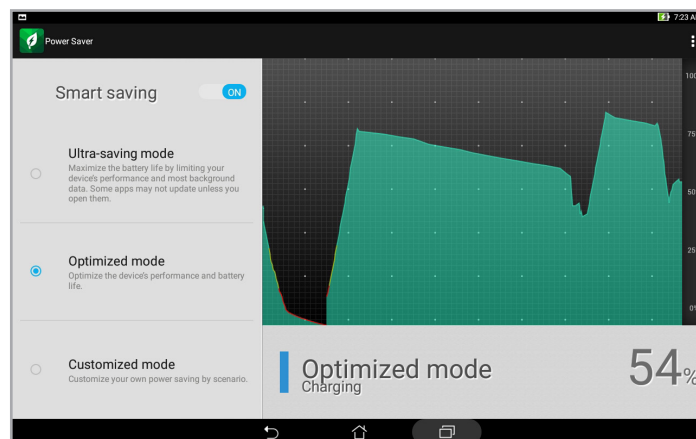 7:23 A
Power Saver
Smart saving
ON
Ultra-saving mode
Maximize the battery life by limiting your
device's performance and most background
data. Some apps may not update unless you
open them.
Optimized mode
Optimize the device's performance and battery
life.
Customized mode
Customize your own power saving by scenario.
100
75
50
25
0%
Optimized mode
Charging
54%